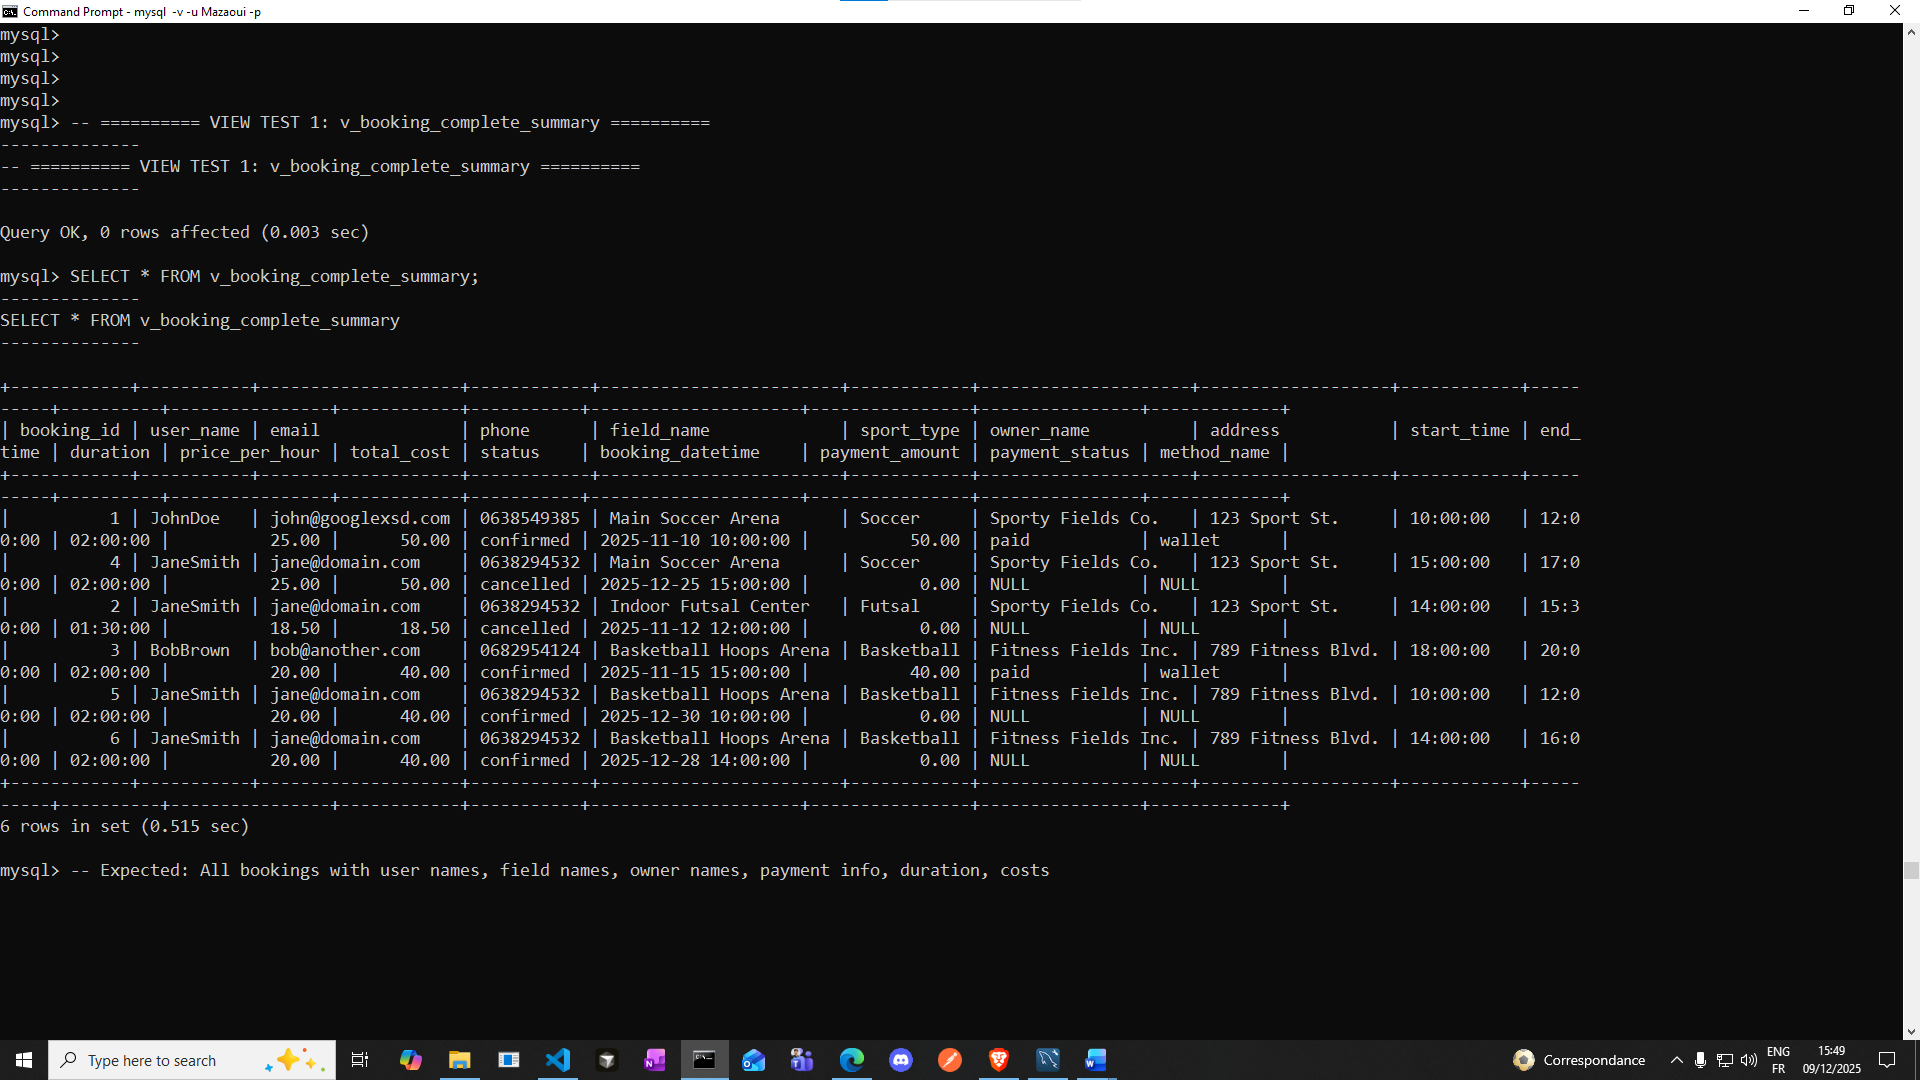 Command Prompt - mysql  -v -u Mazaoui -p
mysql>
mysql>
mysql>
mysql>
mysql> -- ========== VIEW TEST 1: v_booking_complete_summary ==========
--------------
-- ========== VIEW TEST 1: v_booking_complete_summary ==========
--------------
Query OK, 0 rows affected (0.003 sec)
mysql> SELECT * FROM v_booking_complete_summary;
--------------
SELECT * FROM v_booking_complete_summary
--------------
+------------+-----------+--------------------+------------+------------------------+------------+---------------------+-------------------+------------+-----
-----+----------+----------------+------------+-----------+---------------------+----------------+----------------+-------------+
| booking_id | user_name | email              | phone      | field_name             | sport_type | owner_name          | address           | start_time | end_
time | duration | price_per_hour | total_cost | status    | booking_datetime    | payment_amount | payment_status | method_name |
+------------+-----------+--------------------+------------+------------------------+------------+---------------------+-------------------+------------+-----
-----+----------+----------------+------------+-----------+---------------------+----------------+----------------+-------------+
|          1 | JohnDoe   | john@googlexsd.com | 0638549385 | Main Soccer Arena      | Soccer     | Sporty Fields Co.   | 123 Sport St.     | 10:00:00   | 12:0
0:00 | 02:00:00 |          25.00 |      50.00 | confirmed | 2025-11-10 10:00:00 |          50.00 | paid           | wallet      |
|          4 | JaneSmith | jane@domain.com    | 0638294532 | Main Soccer Arena      | Soccer     | Sporty Fields Co.   | 123 Sport St.     | 15:00:00   | 17:0
0:00 | 02:00:00 |          25.00 |      50.00 | cancelled | 2025-12-25 15:00:00 |           0.00 | NULL           | NULL        |
|          2 | JaneSmith | jane@domain.com    | 0638294532 | Indoor Futsal Center   | Futsal     | Sporty Fields Co.   | 123 Sport St.     | 14:00:00   | 15:3
0:00 | 01:30:00 |          18.50 |      18.50 | cancelled | 2025-11-12 12:00:00 |           0.00 | NULL           | NULL        |
|          3 | BobBrown  | bob@another.com    | 0682954124 | Basketball Hoops Arena | Basketball | Fitness Fields Inc. | 789 Fitness Blvd. | 18:00:00   | 20:0
0:00 | 02:00:00 |          20.00 |      40.00 | confirmed | 2025-11-15 15:00:00 |          40.00 | paid           | wallet      |
|          5 | JaneSmith | jane@domain.com    | 0638294532 | Basketball Hoops Arena | Basketball | Fitness Fields Inc. | 789 Fitness Blvd. | 10:00:00   | 12:0
0:00 | 02:00:00 |          20.00 |      40.00 | confirmed | 2025-12-30 10:00:00 |           0.00 | NULL           | NULL        |
|          6 | JaneSmith | jane@domain.com    | 0638294532 | Basketball Hoops Arena | Basketball | Fitness Fields Inc. | 789 Fitness Blvd. | 14:00:00   | 16:0
0:00 | 02:00:00 |          20.00 |      40.00 | confirmed | 2025-12-28 14:00:00 |           0.00 | NULL           | NULL        |
+------------+-----------+--------------------+------------+------------------------+------------+---------------------+-------------------+------------+-----
-----+----------+----------------+------------+-----------+---------------------+----------------+----------------+-------------+
6 rows in set (0.515 sec)
mysql> -- Expected: All bookings with user names, field names, owner names, payment info, duration, costs
Type here to search
Correspondance
ENG
FR
15:49
09/12/2025